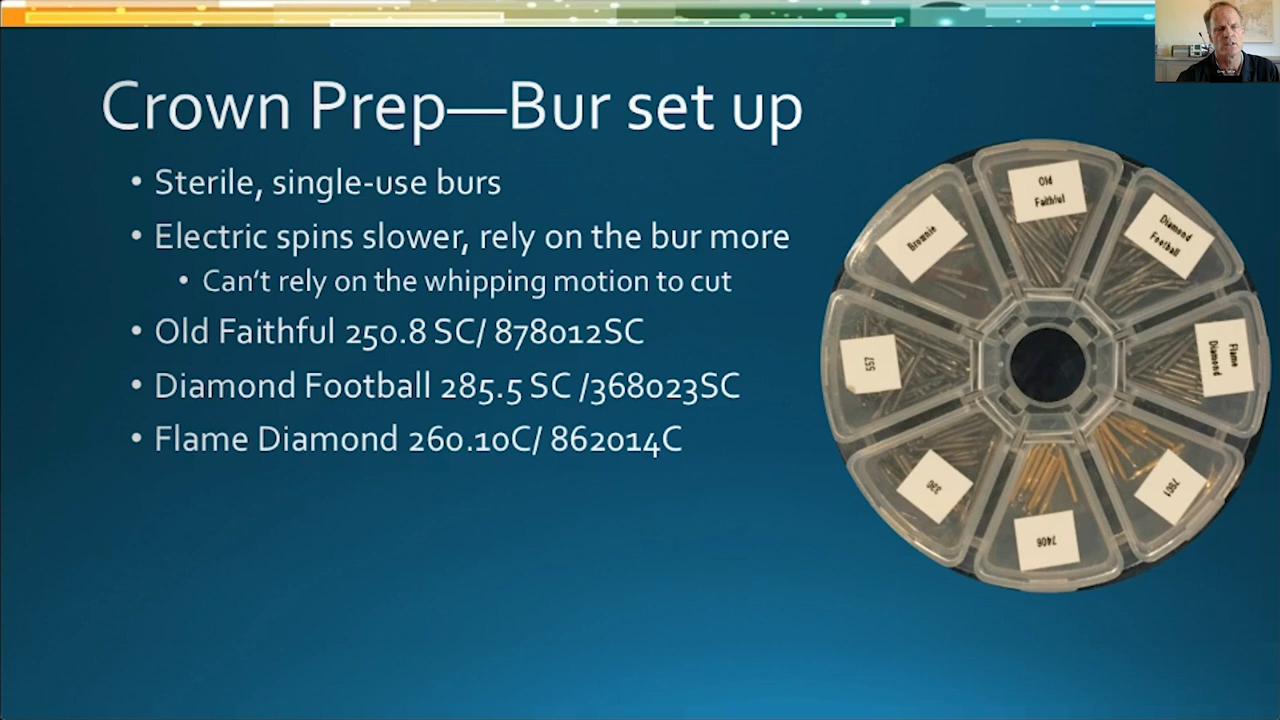 Crown Prep—Bur set up
• Sterile, single-use burs
• Electric spins slower, rely on the bur more
• Can't rely on the whipping motion to cut
• Old Faithful 250.8 SC/ 878012SC
• Diamond Football 285.5 SC /368023SC
• Flame Diamond 260.10C/ 862014C
Old
Faithful
Brownie
Diamond
Football
557
Flame
Diamond
330
7901
7406